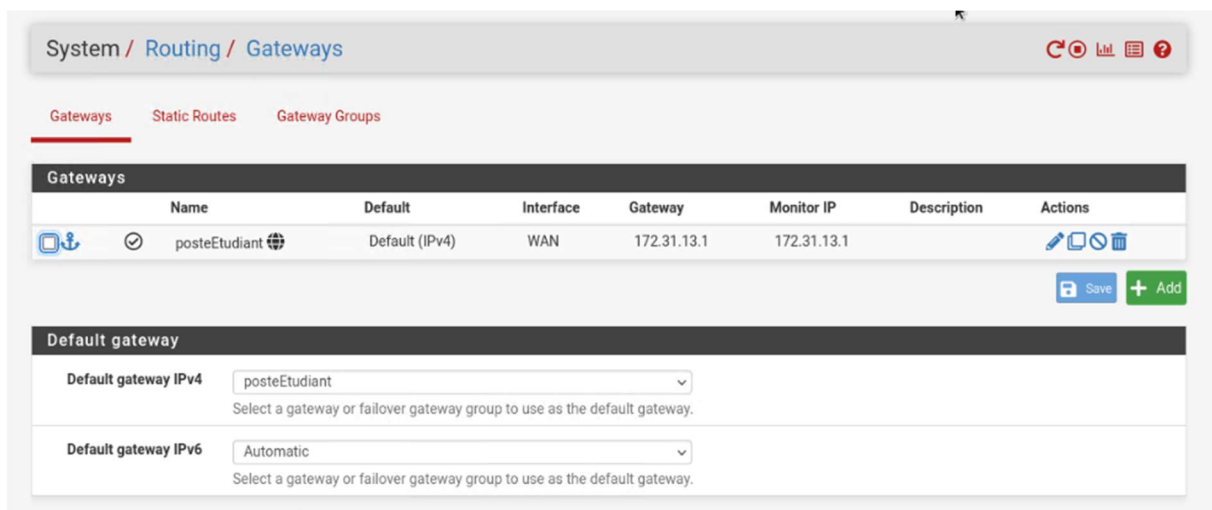 System / Routing / Gateways
Gateways Static Routes Gateway Groups
Gateways
Name Default Interface Gateway Monitor IP Description Actions
posteEtudiant Default (IPv4) WAN 172.31.13.1 172.31.13.1
Save Add
Default gateway
Default gateway IPv4 posteEtudiant
Select a gateway or failover gateway group to use as the default gateway.
Default gateway IPv6 Automatic
Select a gateway or failover gateway group to use as the default gateway.